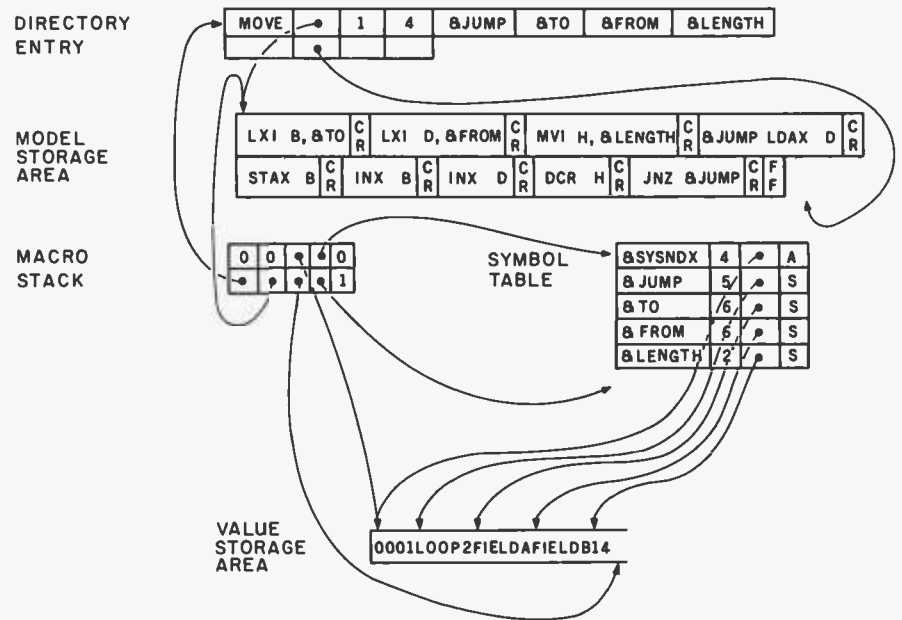 DIRECTORY ENTRY
MOVE 1 4 &JUMP &TO &FROM &LENGTH
MODEL STORAGE AREA
LXI B, &TO CR LXI D, &FROM CR MVI H, &LENGTH CR &JUMP LDAX D CR
STAX B CR INX B CR INX D CR DCR H CR JNZ &JUMP CR FF
MACRO STACK
0 0 0
1
SYMBOL TABLE
&SYSNDX 4 A
&JUMP 5 S
&TO 6 S
&FROM 6 S
&LENGTH 2 S
VALUE STORAGE AREA
0001LOOP2FIELDAFIELDB14